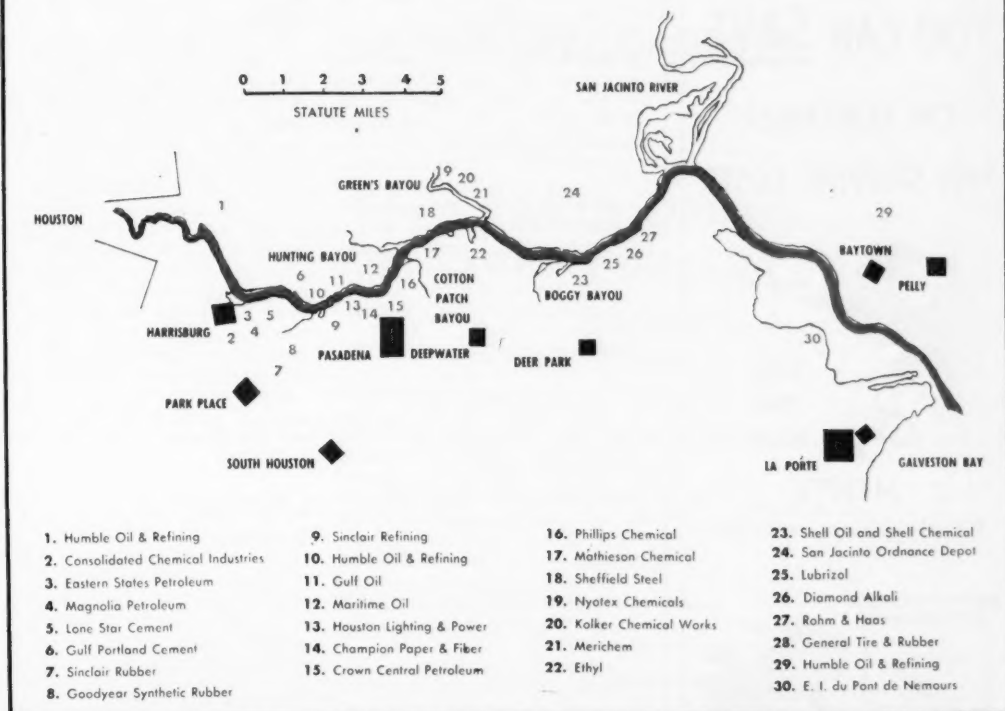 0 1 2 3 4 5
STATUTE MILES
SAN JACINTO RIVER
19
20
GREEN'S BAYOU
21
24
1
18
29
HOUSTON
HUNTING BAYOU
17
22
27
26
BAYTOWN
12
25
6
11
16
COTTON
PATCH
BAYOU
23
BOGGY BAYOU
PELLY
10
13
14
15
3
5
HARRISBURG
4
2
9
8
PASADENA
DEEPWATER
DEER PARK
30
7
PARK PLACE
SOUTH HOUSTON
LA PORTE
GALVESTON BAY
1. Humble Oil & Refining
2. Consolidated Chemical Industries
3. Eastern States Petroleum
4. Magnolia Petroleum
5. Lone Star Cement
6. Gulf Portland Cement
7. Sinclair Rubber
8. Goodyear Synthetic Rubber
9. Sinclair Refining
10. Humble Oil & Refining
11. Gulf Oil
12. Maritime Oil
13. Houston Lighting & Power
14. Champion Paper & Fiber
15. Crown Central Petroleum
16. Phillips Chemical
17. Mathieson Chemical
18. Sheffield Steel
19. Nyotex Chemicals
20. Kolker Chemical Works
21. Merichem
22. Ethyl
23. Shell Oil and Shell Chemical
24. San Jacinto Ordnance Depot
25. Lubrizol
26. Diamond Alkali
27. Rohm & Haas
28. General Tire & Rubber
29. Humble Oil & Refining
30. E. I. du Pont de Nemours